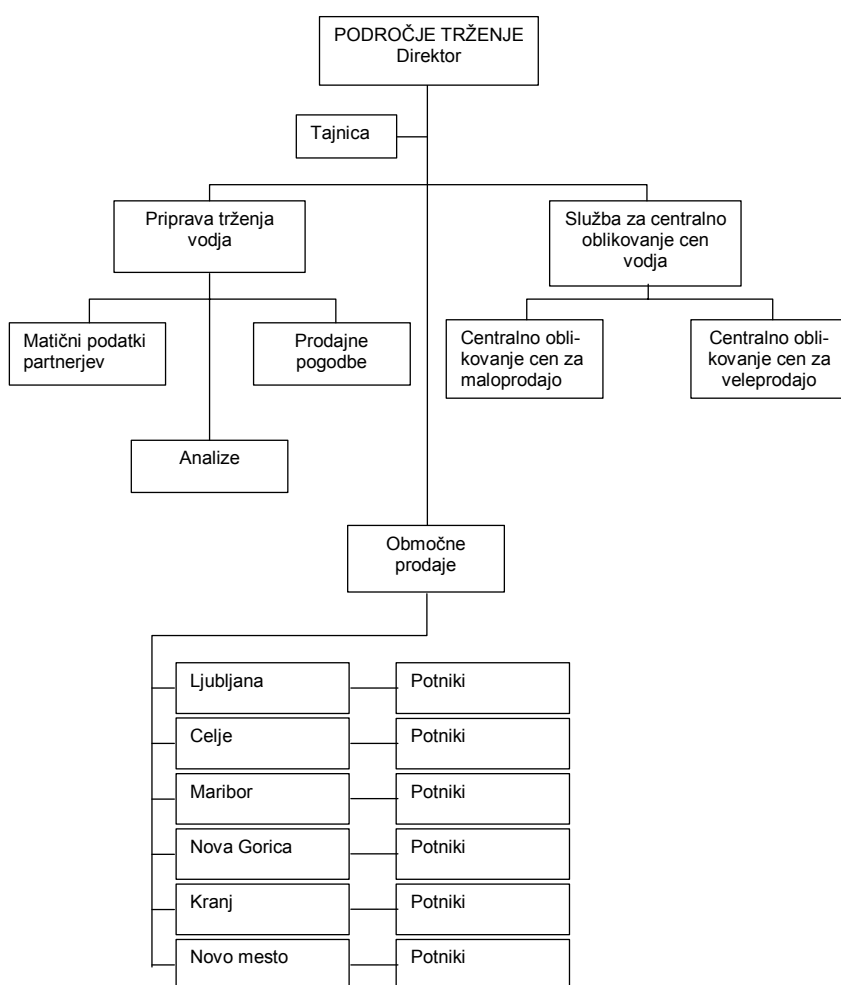 PODROČJE TRŽENJE
Direktor
Tajnica
Priprava trženja
vodja
Služba za centralno
oblikovanje cen
vodja
Matični podatki
partnerjev
Prodajne
pogodbe
Centralno obli-
kovanje cen za
maloprodajo
Centralno obli-
kovanje cen za
veleprodajo
Analize
Območne
prodaje
Ljubljana
Potniki
Celje
Potniki
Maribor
Potniki
Nova Gorica
Potniki
Kranj
Potniki
Novo mesto
Potniki